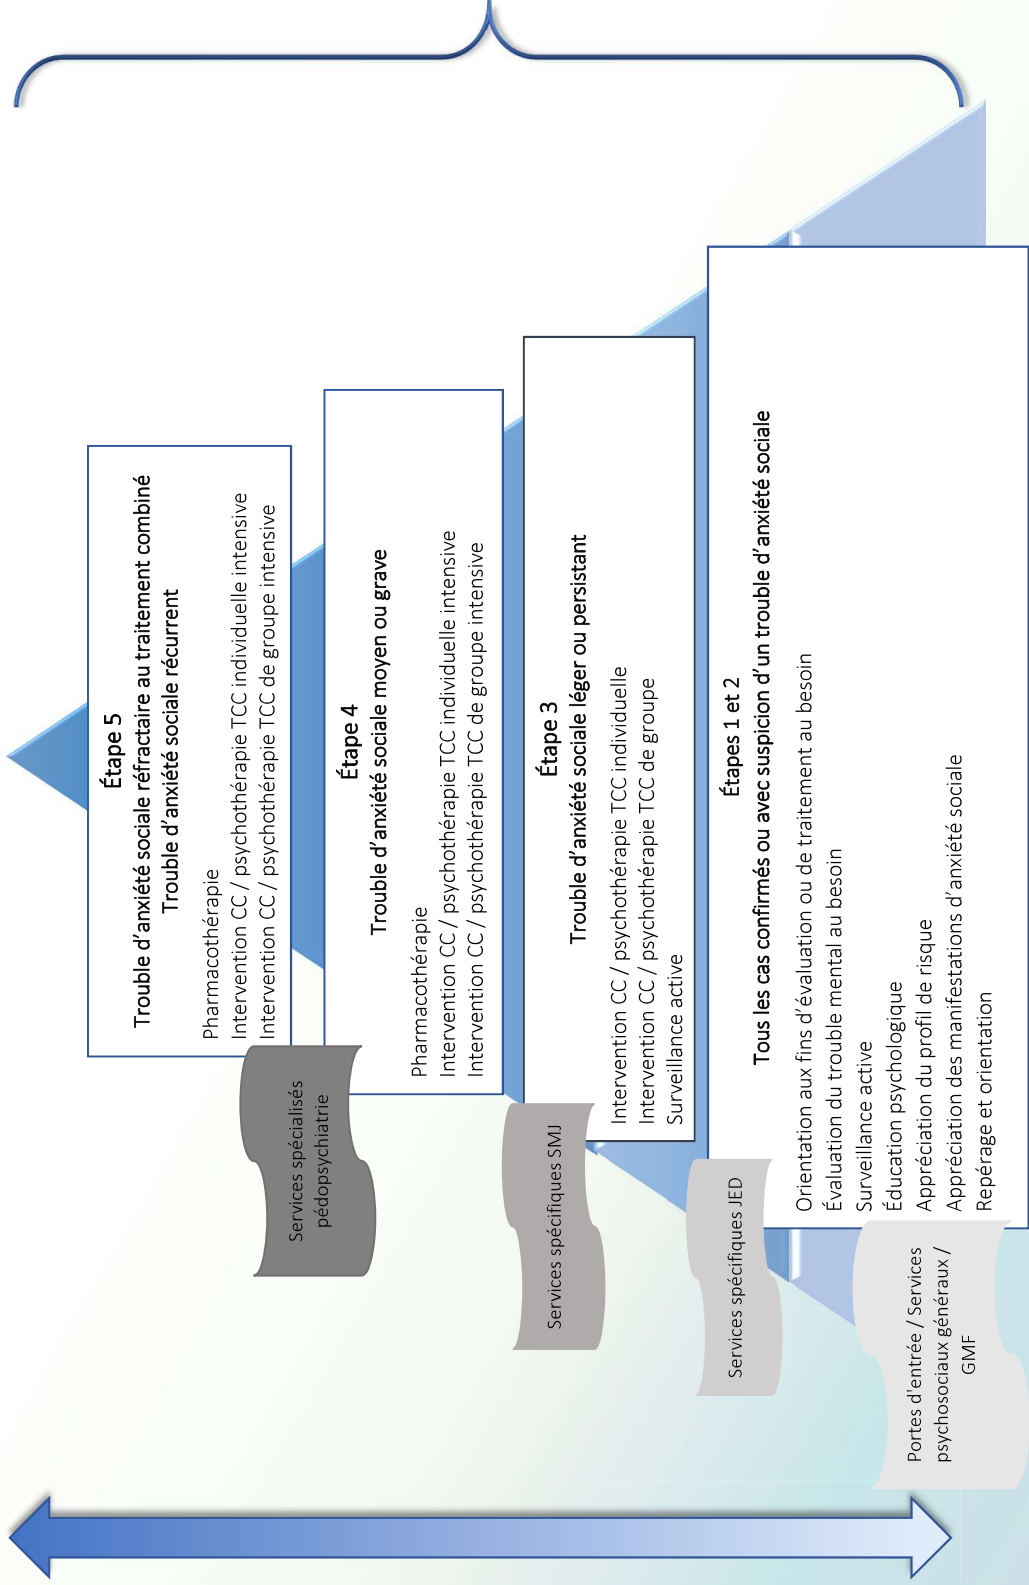 Étape 5
Trouble d'anxiété sociale réfractaire au traitement combiné
Trouble d'anxiété sociale récurrent
Pharmacothérapie
Intervention CC / psychothérapie TCC individuelle intensive
Intervention CC / psychothérapie TCC de groupe intensive
Services spécialisés
pédopsychiatrie
Étape 4
Trouble d'anxiété sociale moyen ou grave
Pharmacothérapie
Intervention CC / psychothérapie TCC individuelle intensive
Intervention CC / psychothérapie TCC de groupe intensive
Services spécifiques SMJ
Étape 3
Trouble d'anxiété sociale léger ou persistant
Intervention CC / psychothérapie TCC individuelle
Intervention CC / psychothérapie TCC de groupe
Surveillance active
Services spécifiques JED
Étapes 1 et 2
Tous les cas confirmés ou avec suspicion d'un trouble d'anxiété sociale
Orientation aux fins d'évaluation ou de traitement au besoin
Évaluation du trouble mental au besoin
Surveillance active
Éducation psychologique
Appréciation du profil de risque
Appréciation des manifestations d'anxiété sociale
Repérage et orientation
Portes d'entrée / Services
psychosociaux généraux /
GMF